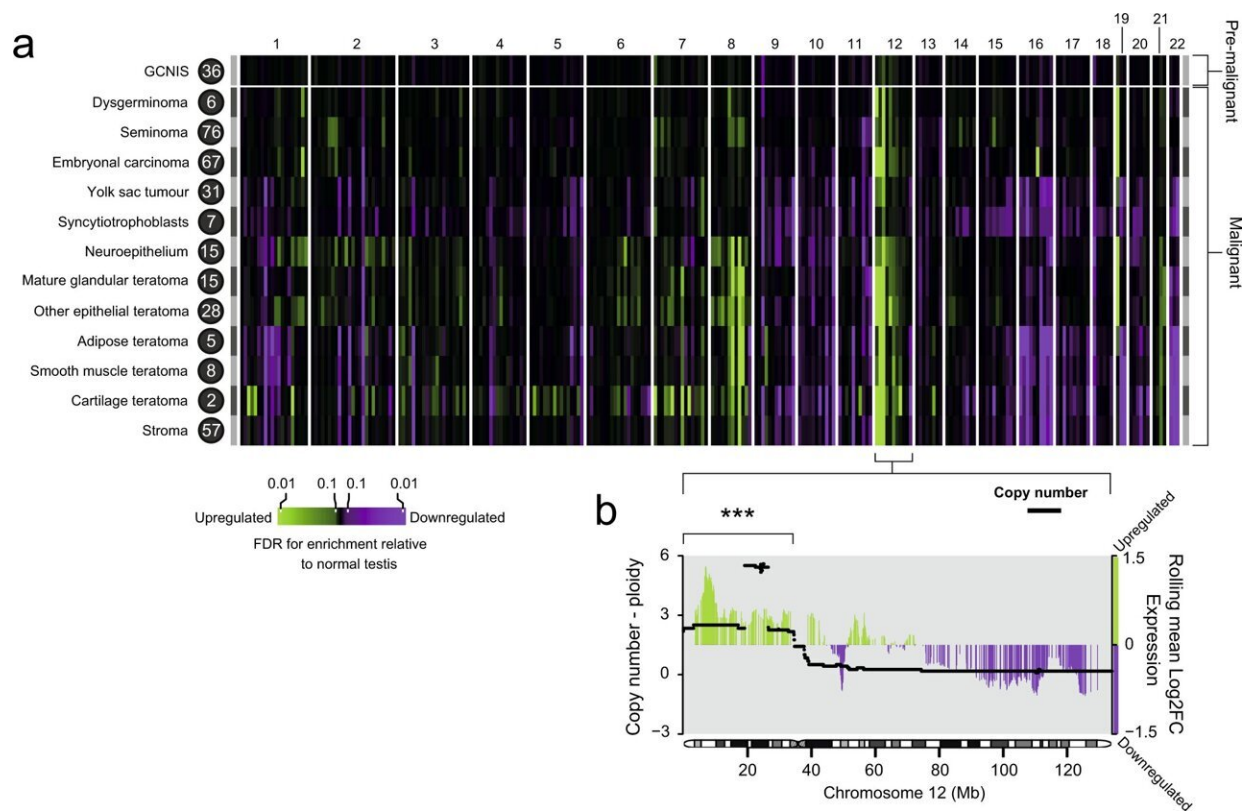 a
1 2 3 4 5 6 7 8 9 10 11 12 13 14 15 16 17 18 19 20 21 22
Pre-malignant
GCNIS 36
Dysgerminoma 6
Seminoma 76
Embryonal carcinoma 67
Yolk sac tumour 31
Syncytiotrophoblasts 7
Neuroepithelium 15
Mature glandular teratoma 15
Other epithelial teratoma 28
Adipose teratoma 5
Smooth muscle teratoma 8
Cartilage teratoma 2
Stroma 57
Malignant
0.01 0.1 0.1 0.01
Upregulated Downregulated
FDR for enrichment relative
to normal testis
b
Copy number
***
Copy number - ploidy
6
3
0
−3
Upregulated
1.5
0
−1.5
Downregulated
Rolling mean Log2FC
Expression
20 40 60 80 100 120
Chromosome 12 (Mb)